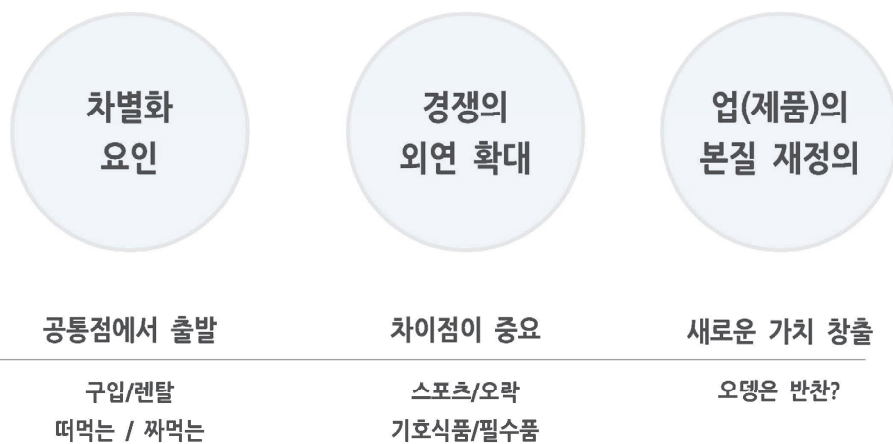 차별화
요인
경쟁의
외연 확대
업(제품)의
본질 재정의
공통점에서 출발
차이점이 중요
새로운 가치 창출
구입/렌탈
떠먹는 / 짜먹는
스포츠/오락
기호식품/필수품
오뎅은 반찬?